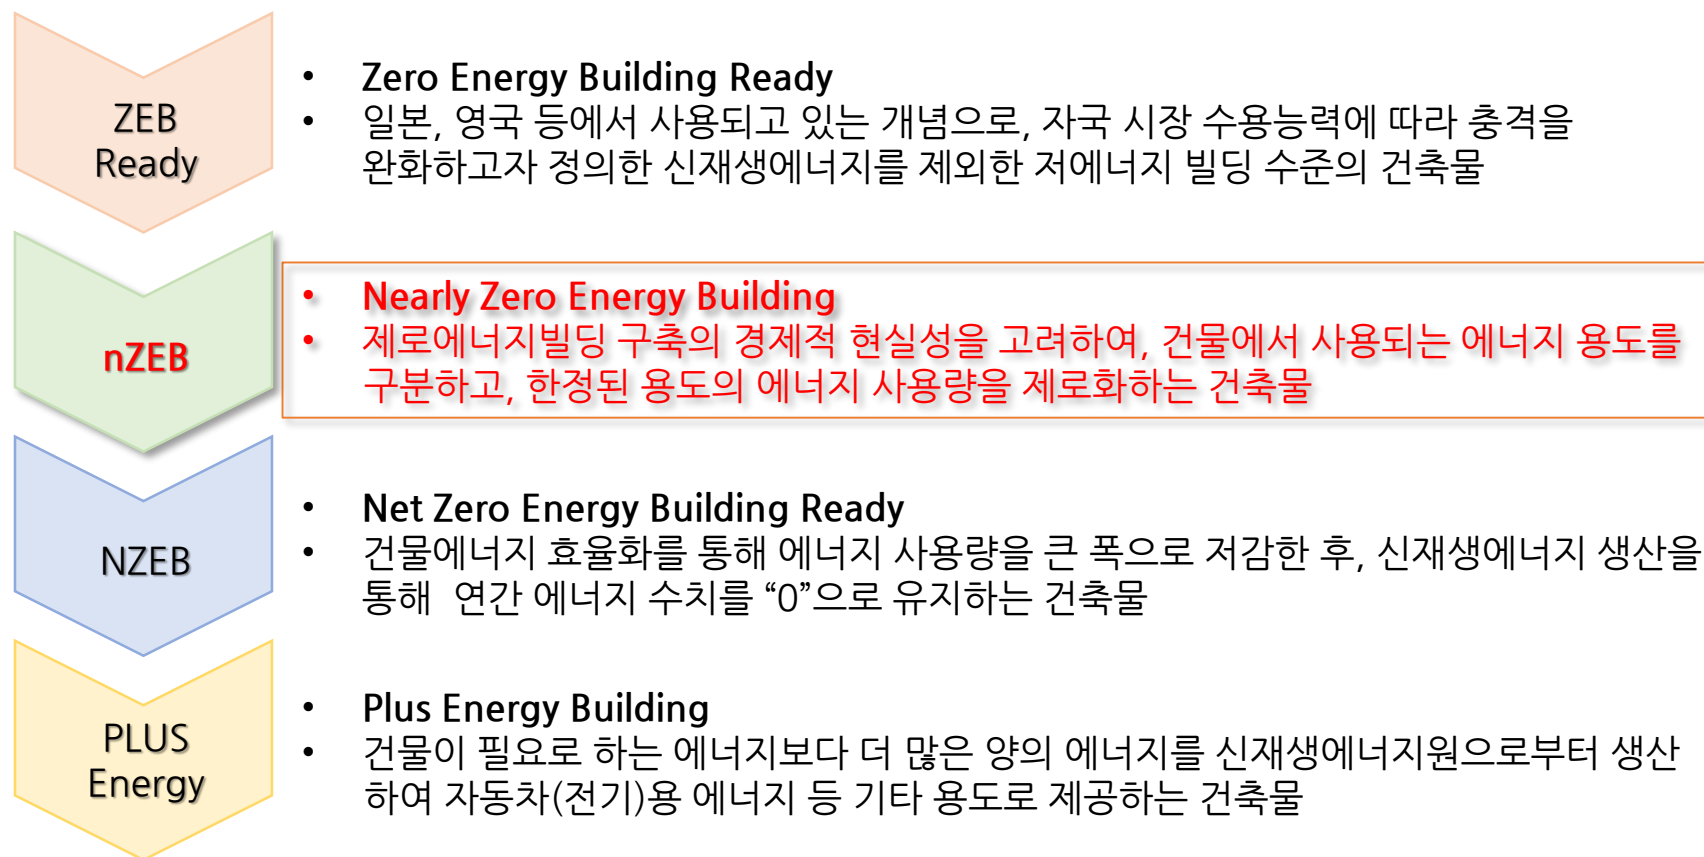 ZEB
Ready
• Zero Energy Building Ready
• 일본, 영국 등에서 사용되고 있는 개념으로, 자국 시장 수용능력에 따라 충격을
완화하고자 정의한 신재생에너지를 제외한 저에너지 빌딩 수준의 건축물
nZEB
• Nearly Zero Energy Building
• 제로에너지빌딩 구축의 경제적 현실성을 고려하여, 건물에서 사용되는 에너지 용도를
구분하고, 한정된 용도의 에너지 사용량을 제로화하는 건축물
NZEB
• Net Zero Energy Building Ready
• 건물에너지 효율화를 통해 에너지 사용량을 큰 폭으로 저감한 후, 신재생에너지 생산을
통해 연간 에너지 수치를 “0”으로 유지하는 건축물
PLUS
Energy
• Plus Energy Building
• 건물이 필요로 하는 에너지보다 더 많은 양의 에너지를 신재생에너지원으로부터 생산
하여 자동차(전기)용 에너지 등 기타 용도로 제공하는 건축물